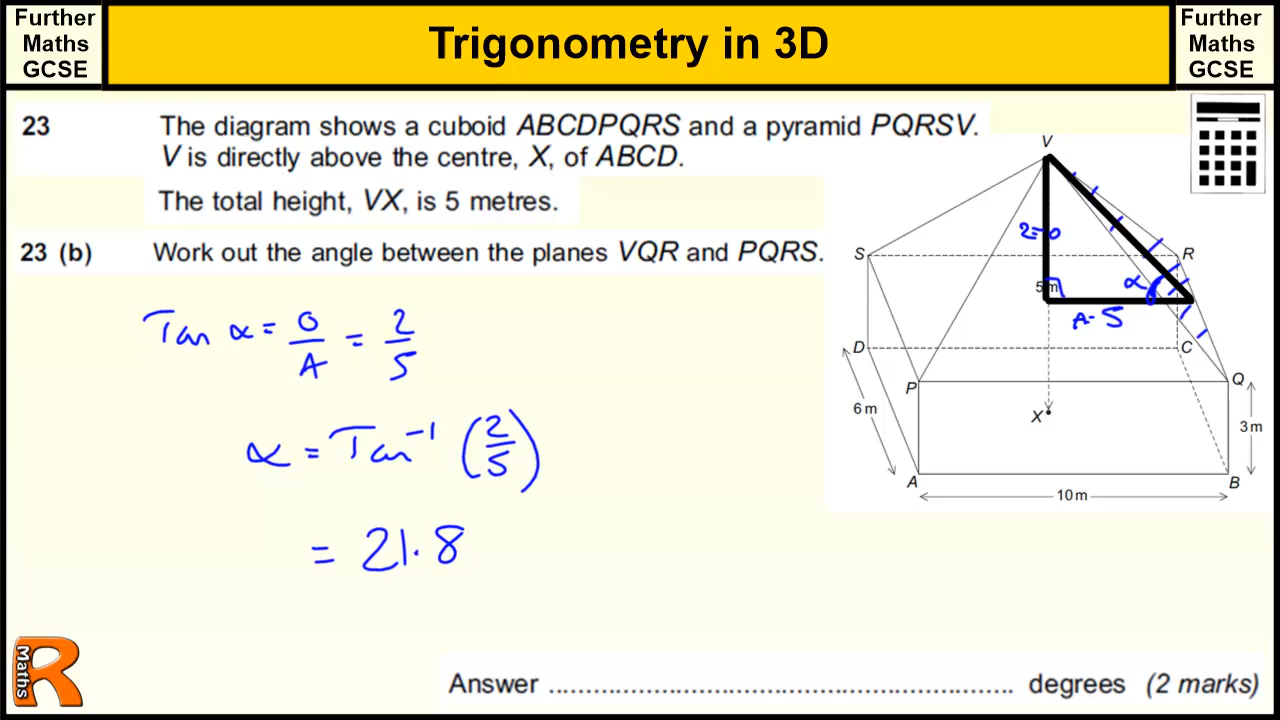 Further
Maths
GCSE
Trigonometry in 3D
Further
Maths
GCSE
23 The diagram shows a cuboid ABCDPQRS and a pyramid PQRSV.
V is directly above the centre, X, of ABCD.
The total height, VX, is 5 metres.
23 (b) Work out the angle between the planes VQR and PQRS.
Tan α = O/A = 2/5
α = Tan⁻¹ (2/5)
= 21.8
V
2=O
S
R
α
5m
A=5
D
C
P
Q
6 m
X
3 m
A
B
10 m
Maths
R
Answer ............................................................ degrees (2 marks)